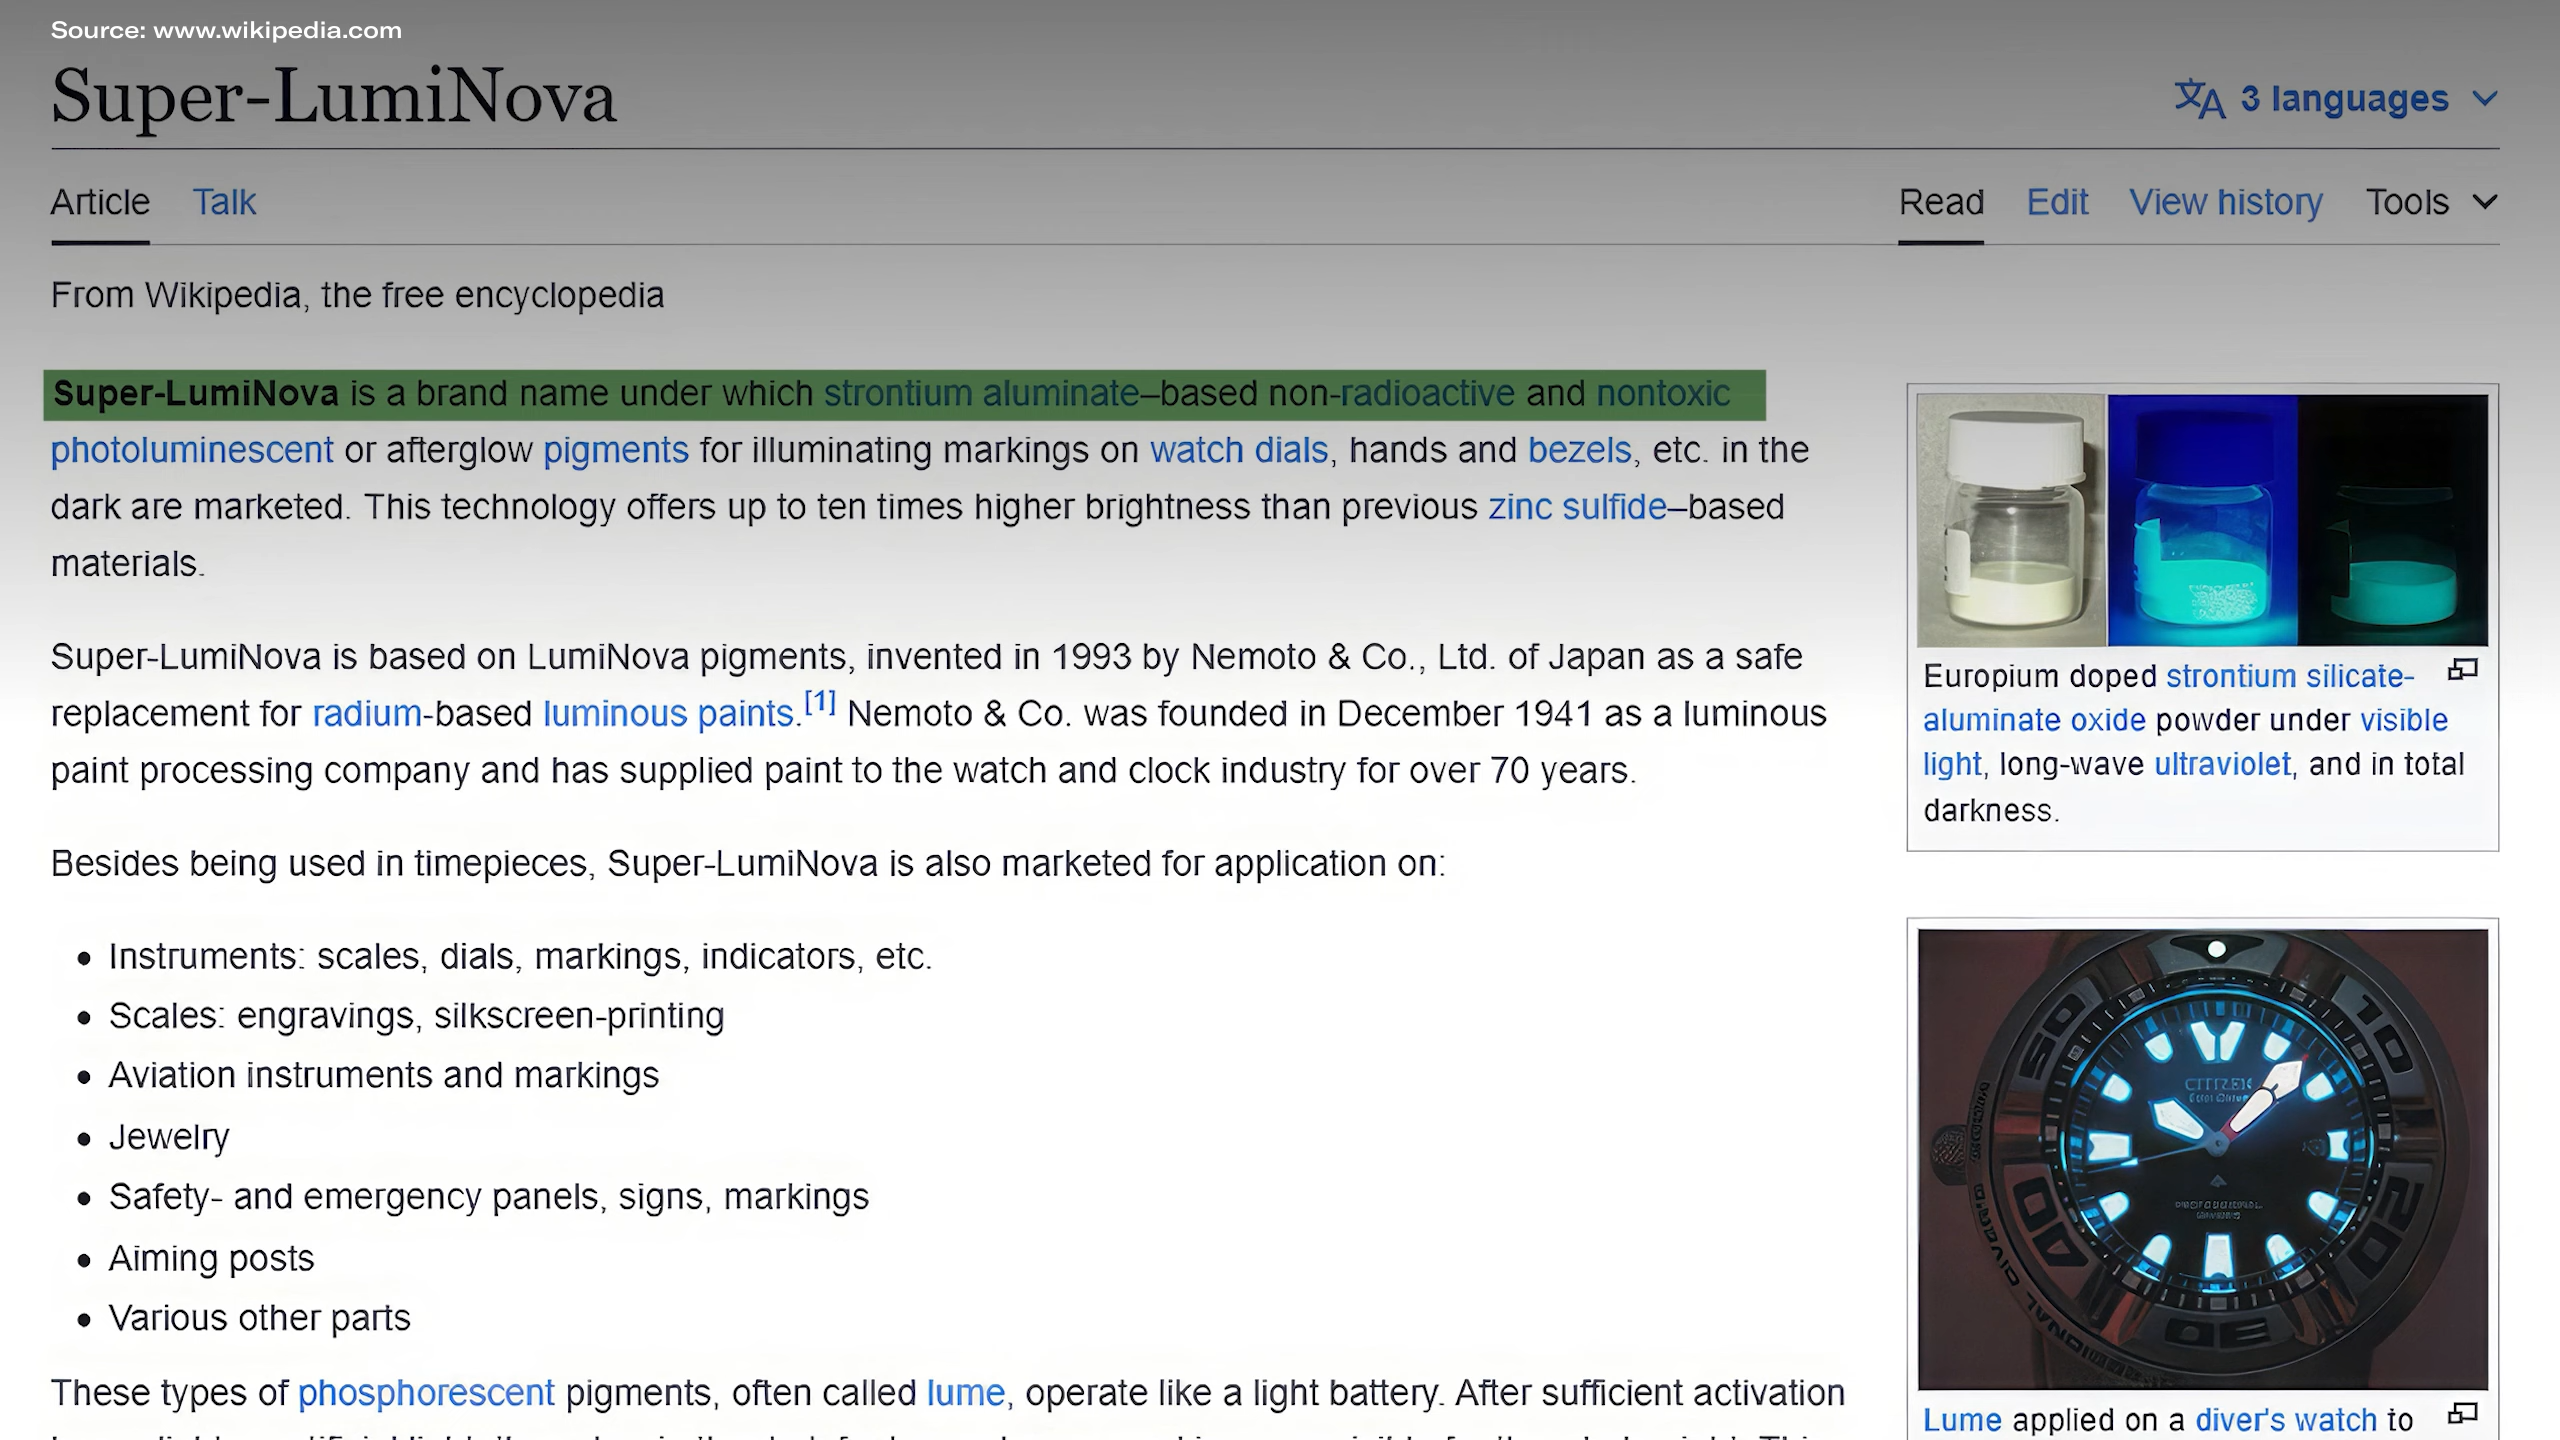 Source: www.wikipedia.com
Super-LumiNova
3 languages
Article Talk
Read Edit View history Tools
From Wikipedia, the free encyclopedia
Super-LumiNova is a brand name under which strontium aluminate–based non-radioactive and nontoxic
photoluminescent or afterglow pigments for illuminating markings on watch dials, hands and bezels, etc. in the
dark are marketed. This technology offers up to ten times higher brightness than previous zinc sulfide–based
materials.
Super-LumiNova is based on LumiNova pigments, invented in 1993 by Nemoto & Co., Ltd. of Japan as a safe
replacement for radium-based luminous paints.[1] Nemoto & Co. was founded in December 1941 as a luminous
paint processing company and has supplied paint to the watch and clock industry for over 70 years.
Besides being used in timepieces, Super-LumiNova is also marketed for application on:
• Instruments: scales, dials, markings, indicators, etc.
• Scales: engravings, silkscreen-printing
• Aviation instruments and markings
• Jewelry
• Safety- and emergency panels, signs, markings
• Aiming posts
• Various other parts
These types of phosphorescent pigments, often called lume, operate like a light battery. After sufficient activation
Europium doped strontium silicate-
aluminate oxide powder under visible
light, long-wave ultraviolet, and in total
darkness.
CITIZEN
50
10
20
30
40
Lume applied on a diver's watch to